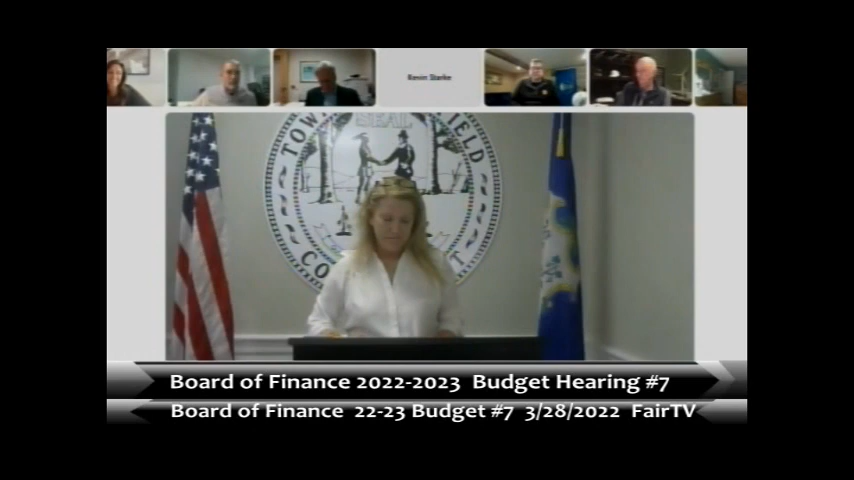 Kevin Starke
SEAL
Board of Finance 2022-2023 Budget Hearing #7
Board of Finance 22-23 Budget #7 3/28/2022 FairTV